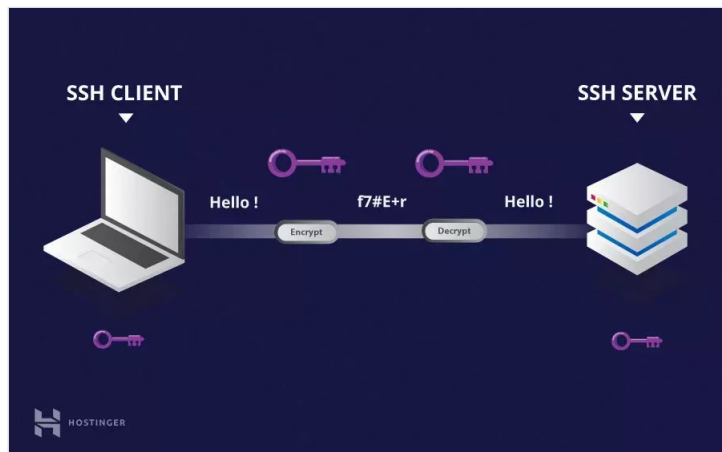 SSH CLIENT
SSH SERVER
Hello !
f7#E+r
Hello !
Encrypt
Decrypt
HOSTINGER